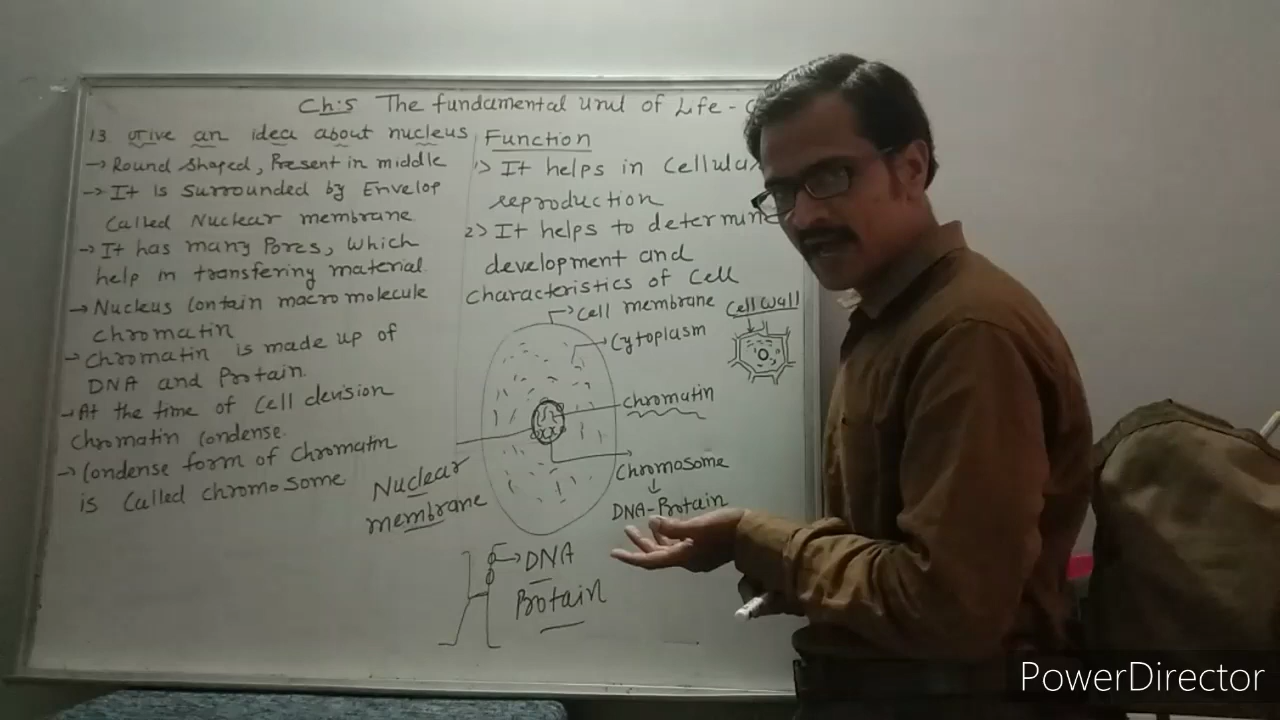 Ch:5 The fundamental Unit of Life -
13 Give an idea about nucleus
→ Round Shaped, Present in middle
→ It is surrounded by Envelop
Called Nuclear membrane
→ It has many Pores, Which
help in transfering material
→ Nucleus Contain macromolecule
chromatin
→ Chromatin is made up of
DNA and Protain.
→ At the time of Cell devision
Chromatin Condense.
→ Condense form of Chromatin
is Called chromosome
Function
1> It helps in Cellular
reproduction
2> It helps to determine
development and
Characteristics of Cell
Cell membrane
Cell Wall
Cytoplasm
Chromatin
Chromosome
DNA-Protain
Nuclear
membrane
DNA
Protain
PowerDirector